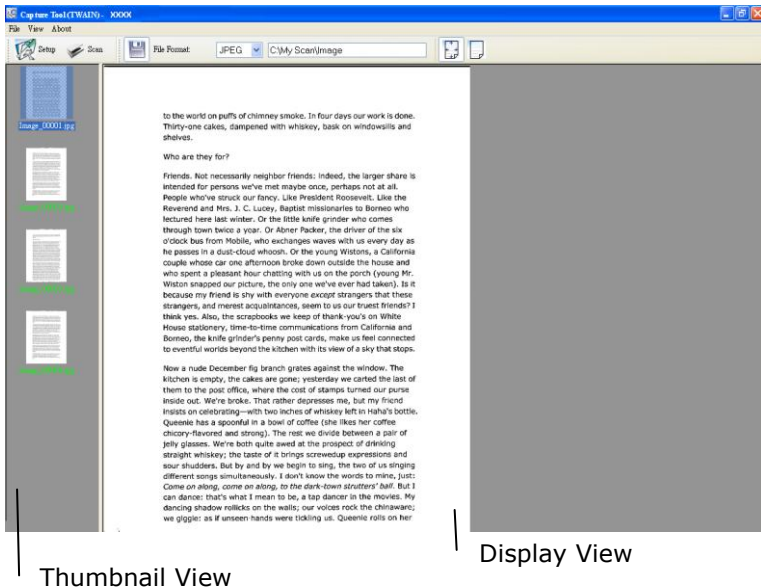 Capture Tool(TWAIN) - XXXX
File View About
Setup Scan File Format: JPEG C:\My Scan\Image
Image_00001.jpg
to the world on puffs of chimney smoke. In four days our work is done.
Thirty-one cakes, dampened with whiskey, bask on windowsills and
shelves.
Who are they for?
Friends. Not necessarily neighbor friends: indeed, the larger share is
intended for persons we've met maybe once, perhaps not at all.
People who've struck our fancy. Like President Roosevelt. Like the
Reverend and Mrs. J. C. Lucey, Baptist missionaries to Borneo who
lectured here last winter. Or the little knife grinder who comes
through town twice a year. Or Abner Packer, the driver of the six
o'clock bus from Mobile, who exchanges waves with us every day as
he passes in a dust-cloud whoosh. Or the young Wistons, a California
couple whose car one afternoon broke down outside the house and
who spent a pleasant hour chatting with us on the porch (young Mr.
Wiston snapped our picture, the only one we've ever had taken). Is it
because my friend is shy with everyone except strangers that these
strangers, and merest acquaintances, seem to us our truest friends? I
think yes. Also, the scrapbooks we keep of thank-you's on White
House stationery, time-to-time communications from California and
Borneo, the knife grinder's penny post cards, make us feel connected
to eventful worlds beyond the kitchen with its view of a sky that stops.
Now a nude December fig branch grates against the window. The
kitchen is empty, the cakes are gone; yesterday we carted the last of
them to the post office, where the cost of stamps turned our purse
inside out. We're broke. That rather depresses me, but my friend
insists on celebrating—with two inches of whiskey left in Haha's bottle.
Queenie has a spoonful in a bowl of coffee (she likes her coffee
chicory-flavored and strong). The rest we divide between a pair of
jelly glasses. We're both quite awed at the prospect of drinking
straight whiskey; the taste of it brings screwedup expressions and
sour shudders. But by and by we begin to sing, the two of us singing
different songs simultaneously. I don't know the words to mine, just:
Come on along, come on along, to the dark-town strutters' ball. But I
can dance: that's what I mean to be, a tap dancer in the movies. My
dancing shadow rollicks on the walls; our voices rock the chinaware;
we giggle: as if unseen hands were tickling us. Queenie rolls on her
Display View
Thumbnail View